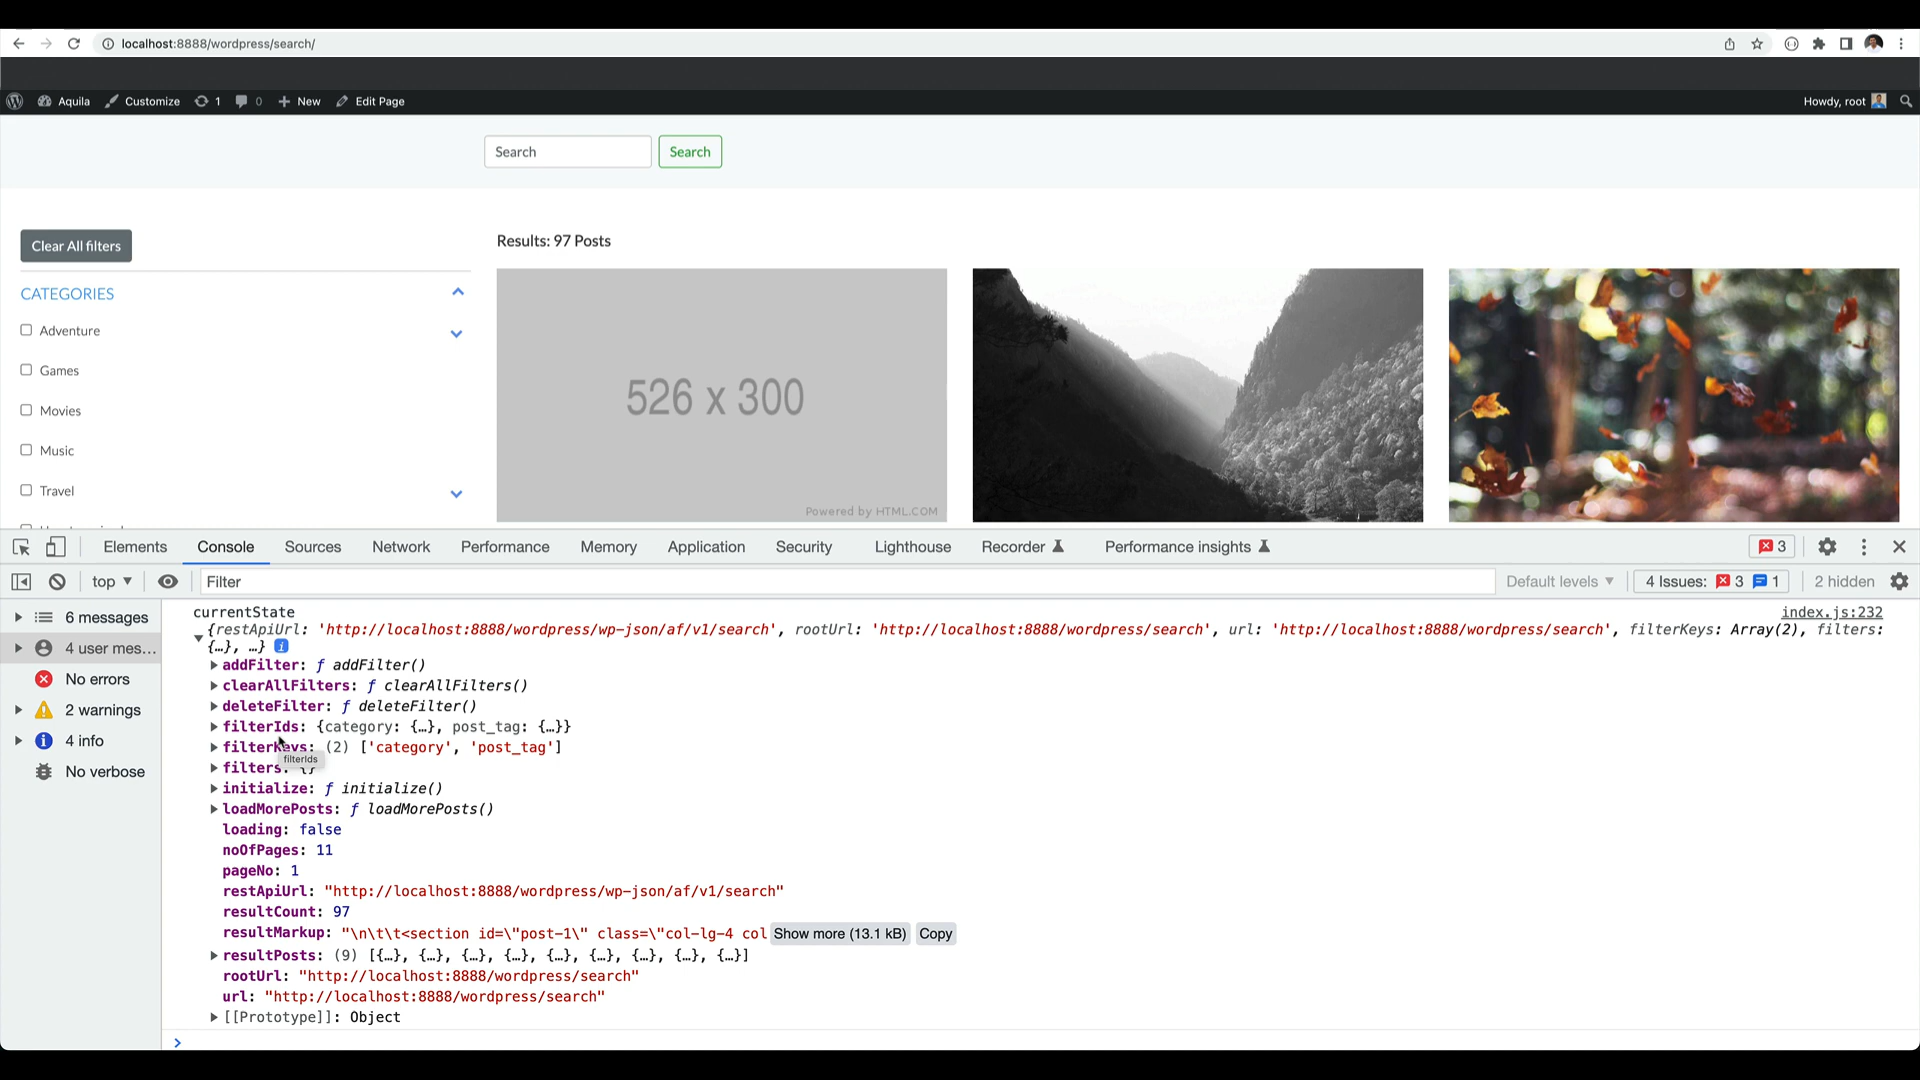 localhost:8888/wordpress/search/
Aquila Customize 1 0 New Edit Page Howdy, root
Search Search
Clear All filters
Results: 97 Posts
CATEGORIES
Adventure
Games
Movies
Music
Travel
526 x 300
Powered by HTML.COM
Elements Console Sources Network Performance Memory Application Security Lighthouse Recorder Performance insights 3
top ▼ Filter Default levels ▼ 4 Issues: 3 1 2 hidden
6 messages
4 user mes...
No errors
2 warnings
4 info
No verbose
currentState index.js:232
{restApiUrl: 'http://localhost:8888/wordpress/wp-json/af/v1/search', rootUrl: 'http://localhost:8888/wordpress/search', url: 'http://localhost:8888/wordpress/search', filterKeys: Array(2), filters:
{…}, …} i
addFilter: ƒ addFilter()
clearAllFilters: ƒ clearAllFilters()
deleteFilter: ƒ deleteFilter()
filterIds: {category: {…}, post_tag: {…}}
filterKeys: (2) ['category', 'post_tag']
filterIds
filters: {}
initialize: ƒ initialize()
loadMorePosts: ƒ loadMorePosts()
loading: false
noOfPages: 11
pageNo: 1
restApiUrl: "http://localhost:8888/wordpress/wp-json/af/v1/search"
resultCount: 97
resultMarkup: "\n\t\t<section id=\"post-1\" class=\"col-lg-4 col Show more (13.1 kB) Copy
resultPosts: (9) [{…}, {…}, {…}, {…}, {…}, {…}, {…}, {…}, {…}]
rootUrl: "http://localhost:8888/wordpress/search"
url: "http://localhost:8888/wordpress/search"
[[Prototype]]: Object